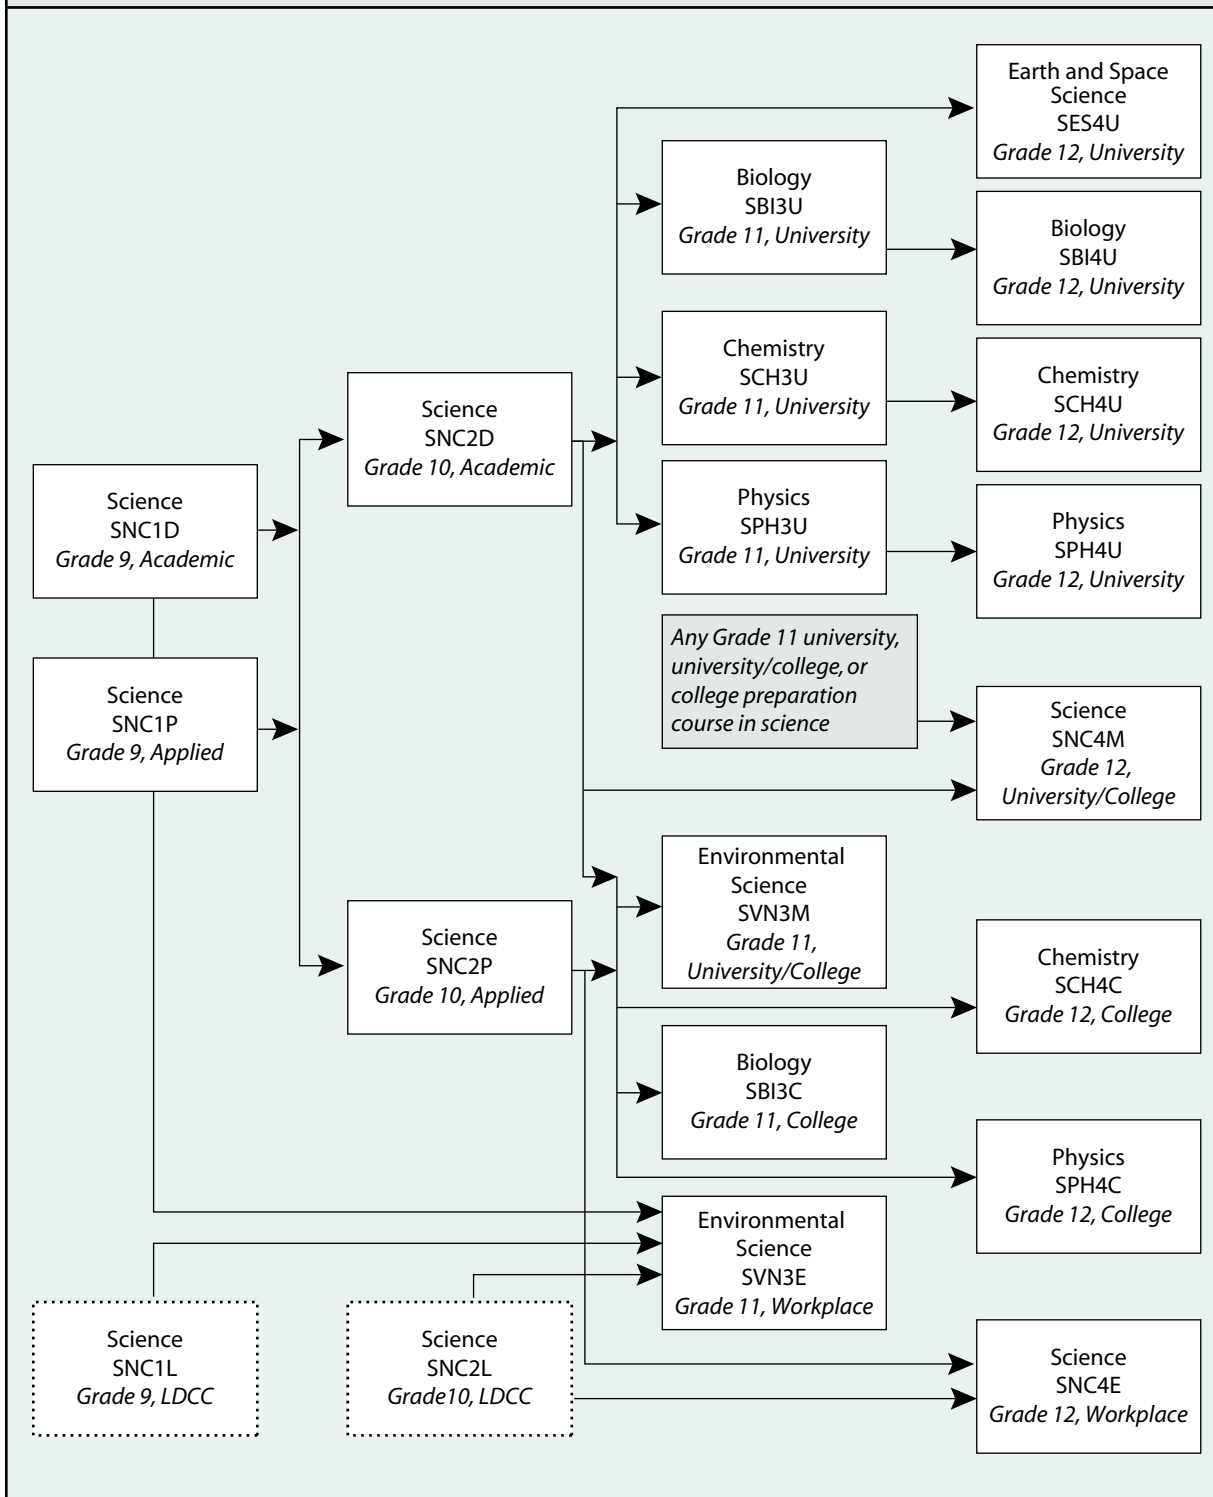 Earth and Space
Science
SES4U
Grade 12, University
Biology
SBI3U
Grade 11, University
Biology
SBI4U
Grade 12, University
Chemistry
SCH3U
Grade 11, University
Chemistry
SCH4U
Grade 12, University
Science
SNC2D
Grade 10, Academic
Science
SNC1D
Grade 9, Academic
Physics
SPH3U
Grade 11, University
Physics
SPH4U
Grade 12, University
Any Grade 11 university,
university/college, or
college preparation
course in science
Science
SNC1P
Grade 9, Applied
Science
SNC4M
Grade 12,
University/College
Environmental
Science
SVN3M
Grade 11,
University/College
Science
SNC2P
Grade 10, Applied
Chemistry
SCH4C
Grade 12, College
Biology
SBI3C
Grade 11, College
Physics
SPH4C
Grade 12, College
Environmental
Science
SVN3E
Grade 11, Workplace
Science
SNC1L
Grade 9, LDCC
Science
SNC2L
Grade10, LDCC
Science
SNC4E
Grade 12, Workplace